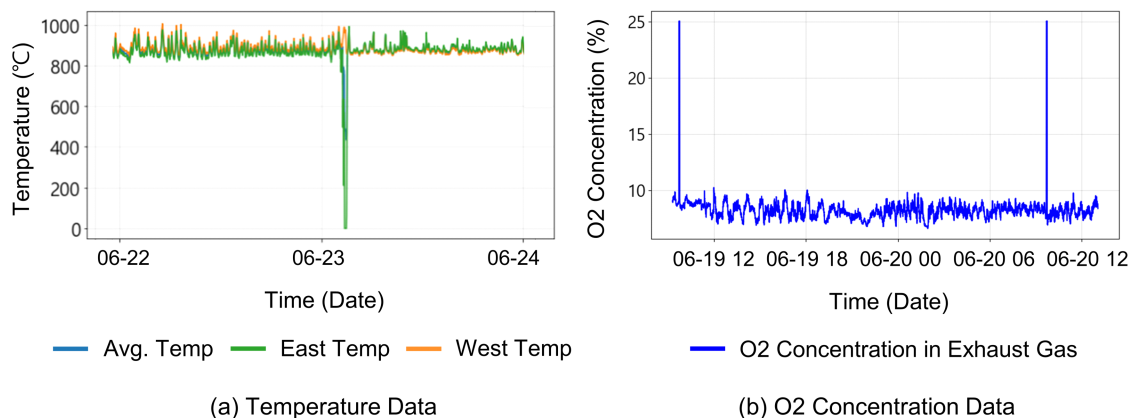 Temperature (℃)
1000
800
600
400
200
0
06-22
06-23
06-24
Time (Date)
Avg. Temp
East Temp
West Temp
(a) Temperature Data
O2 Concentration (%)
25
20
15
10
06-19 12
06-19 18
06-20 00
06-20 06
06-20 12
Time (Date)
O2 Concentration in Exhaust Gas
(b) O2 Concentration Data